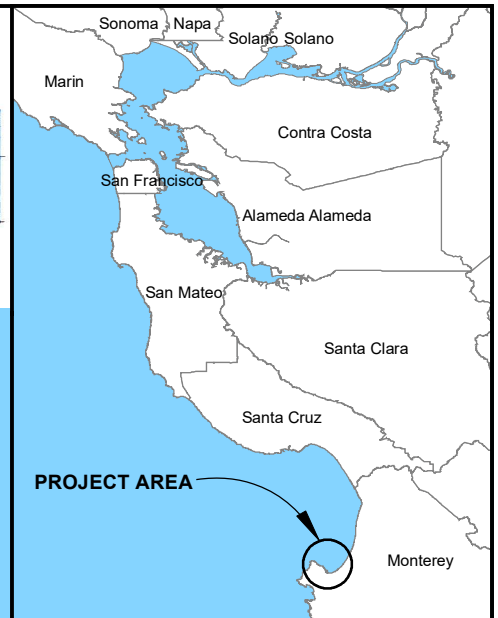 Sonoma Napa
Solano Solano
Marin
Contra Costa
San Francisco
Alameda Alameda
San Mateo
Santa Clara
Santa Cruz
PROJECT AREA
Monterey